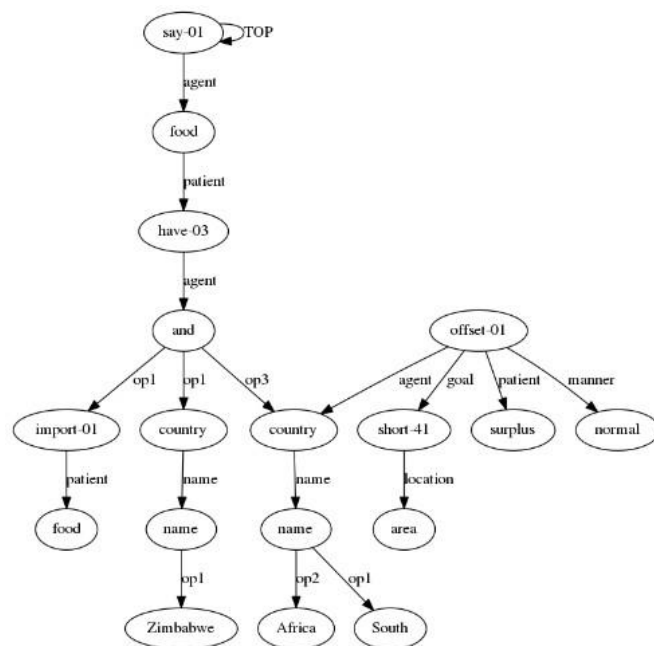 say-01 TOP
agent
food
patient
have-03
agent
and offset-01
op1 op1 op3 agent goal patient manner
import-01 country country short-41 surplus normal
patient name name location
food name name area
op1 op2 op1
Zimbabwe Africa South